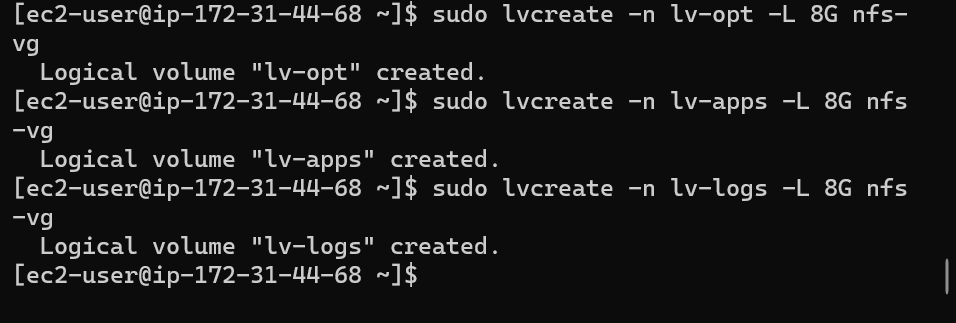 [ec2-user@ip-172-31-44-68 ~]$ sudo lvcreate -n lv-opt -L 8G nfs-
vg
  Logical volume "lv-opt" created.
[ec2-user@ip-172-31-44-68 ~]$ sudo lvcreate -n lv-apps -L 8G nfs
-vg
  Logical volume "lv-apps" created.
[ec2-user@ip-172-31-44-68 ~]$ sudo lvcreate -n lv-logs -L 8G nfs
-vg
  Logical volume "lv-logs" created.
[ec2-user@ip-172-31-44-68 ~]$